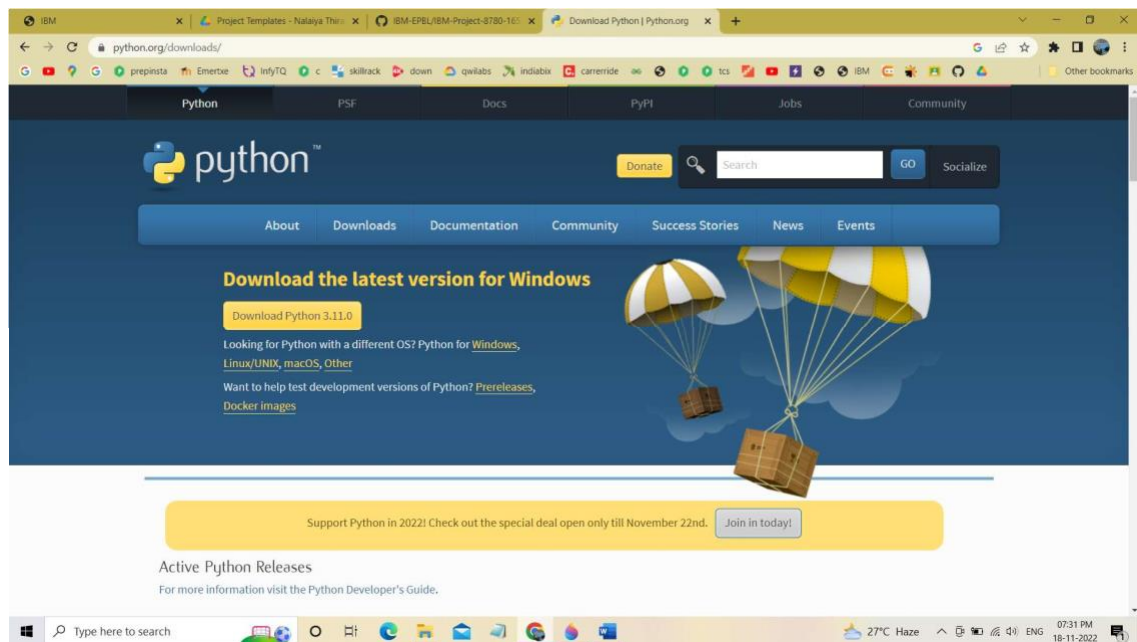 IBM
Project Templates - Nalaiya Thira
IBM-EPBL/IBM-Project-8780-165
Download Python | Python.org
python.org/downloads/
prepinsta
Emertxe
InfyTQ
c
skillrack
down
qwilabs
indiabix
carrerride
tcs
IBM
Other bookmarks
Python
PSF
Docs
PyPI
Jobs
Community
python™
Donate
Search
GO
Socialize
About
Downloads
Documentation
Community
Success Stories
News
Events
Download the latest version for Windows
Download Python 3.11.0
Looking for Python with a different OS? Python for Windows,
Linux/UNIX, macOS, Other
Want to help test development versions of Python? Prereleases,
Docker images
Support Python in 2022! Check out the special deal open only till November 22nd.
Join in today!
Active Python Releases
For more information visit the Python Developer's Guide.
Type here to search
27°C Haze
ENG
07:31 PM
18-11-2022